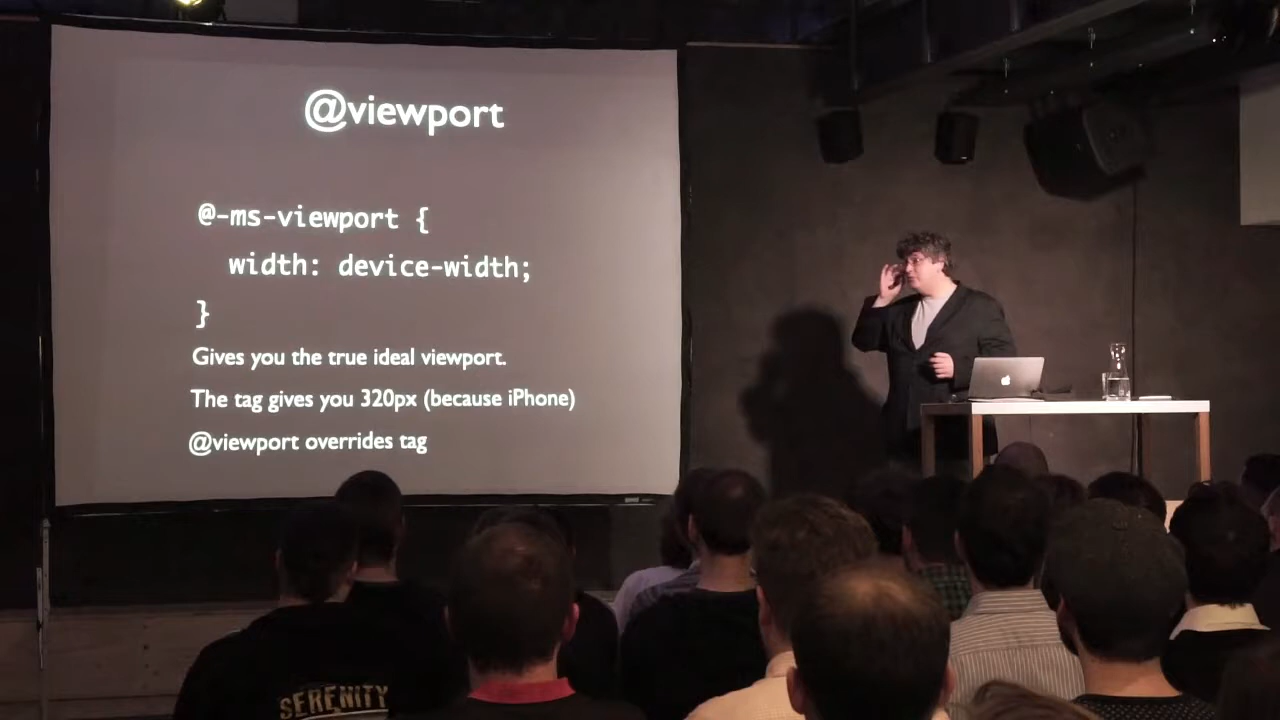 @viewport
@-ms-viewport {
width: device-width;
}
Gives you the true ideal viewport.
The tag gives you 320px (because iPhone)
@viewport overrides tag
SERENITY